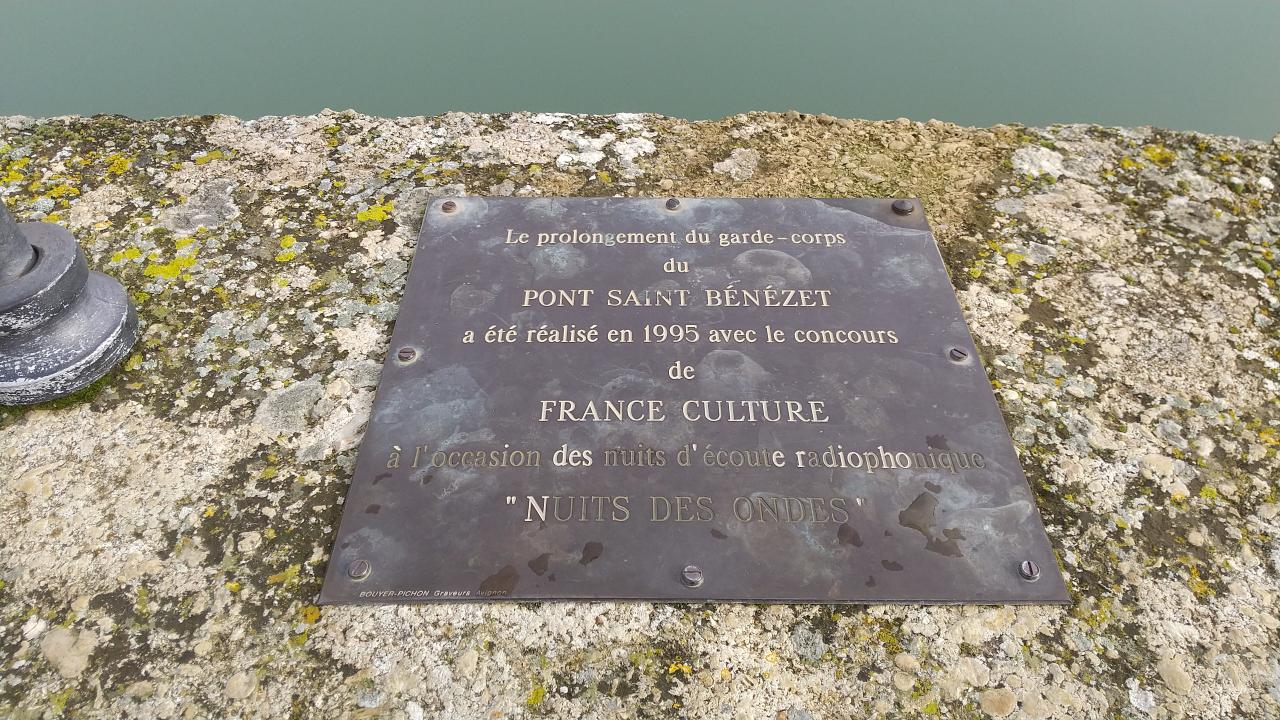 Le prolongement du garde-corps
du
PONT SAINT BÉNÉZET
a été réalisé en 1995 avec le concours
de
FRANCE CULTURE
à l'occasion des nuits d'écoute radiophonique
"NUITS DES ONDES"
BOUYER-PICHON Graveurs Avignon